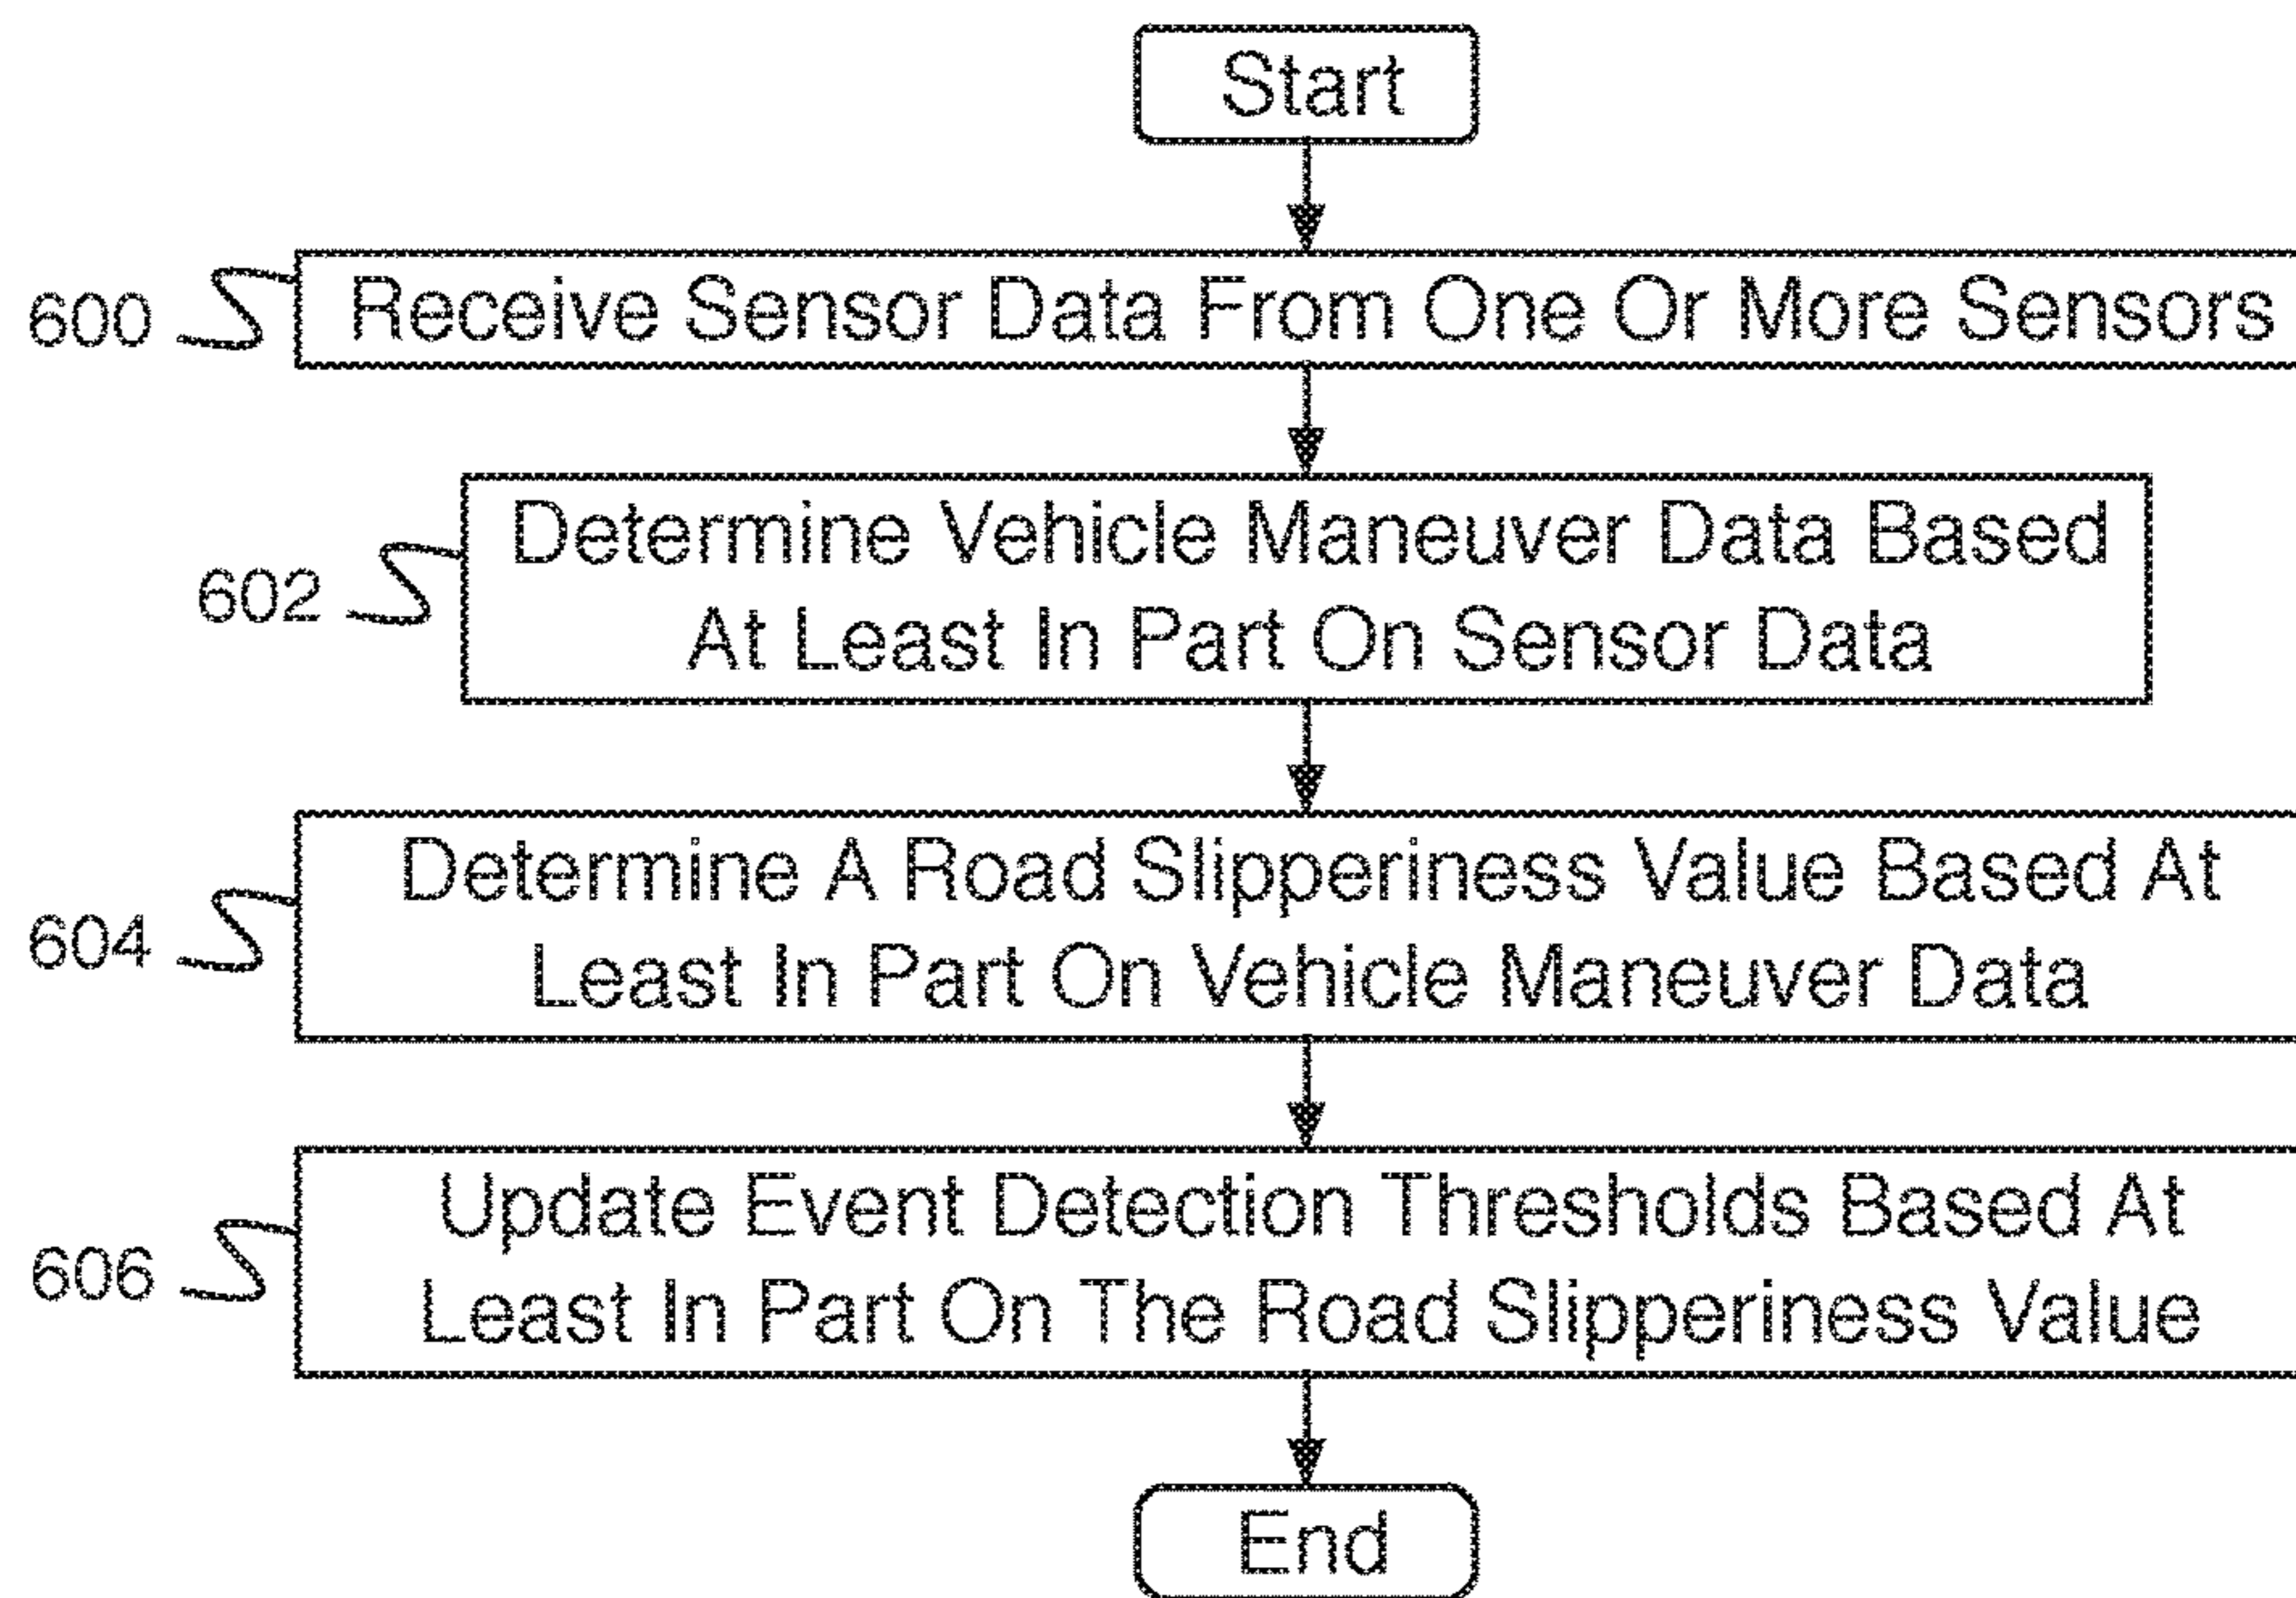 Start
600
Receive Sensor Data From One Or More Sensors
602
Determine Vehicle Maneuver Data Based
At Least In Part On Sensor Data
604
Determine A Road Slipperiness Value Based At
Least In Part On Vehicle Maneuver Data
606
Update Event Detection Thresholds Based At
Least In Part On The Road Slipperiness Value
End